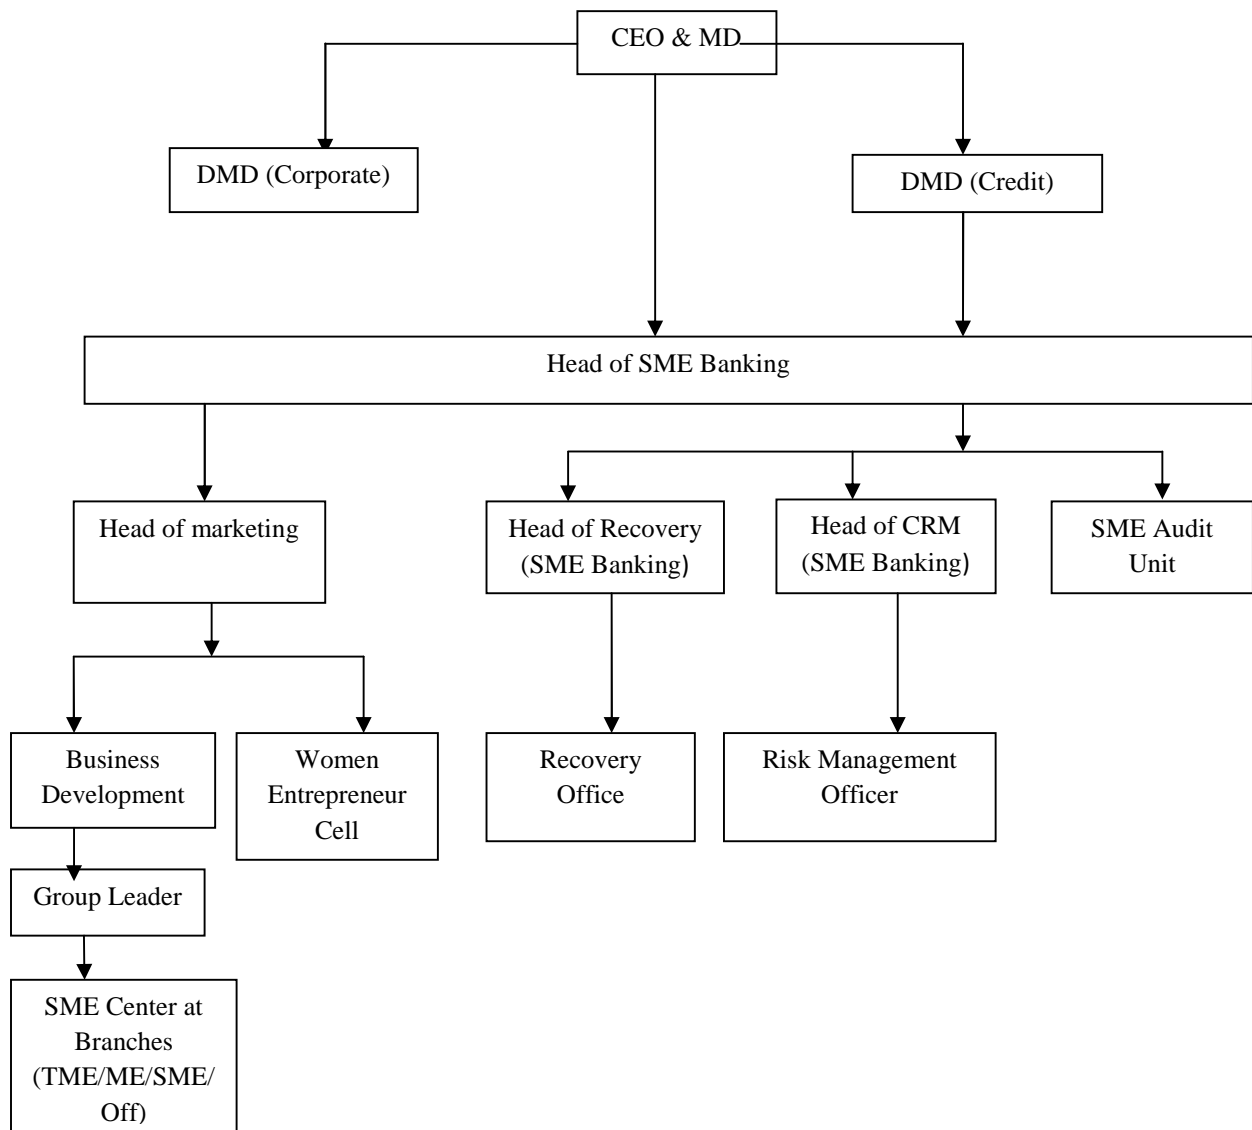 CEO & MD
DMD (Corporate)
DMD (Credit)
Head of SME Banking
Head of marketing
Head of Recovery
(SME Banking)
Head of CRM
(SME Banking)
SME Audit
Unit
Business
Development
Women
Entrepreneur
Cell
Recovery
Office
Risk Management
Officer
Group Leader
SME Center at
Branches
(TME/ME/SME/
Off)